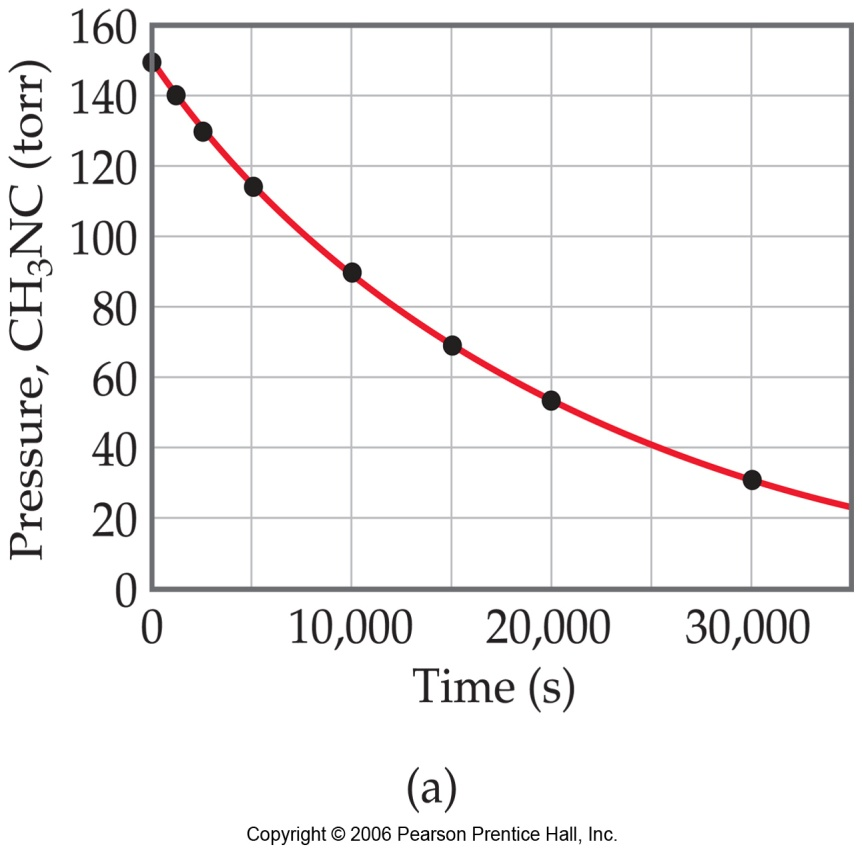 160
140
120
100
80
60
40
20
0
Pressure, CH₃NC (torr)
0 10,000 20,000 30,000
Time (s)
(a)
Copyright © 2006 Pearson Prentice Hall, Inc.